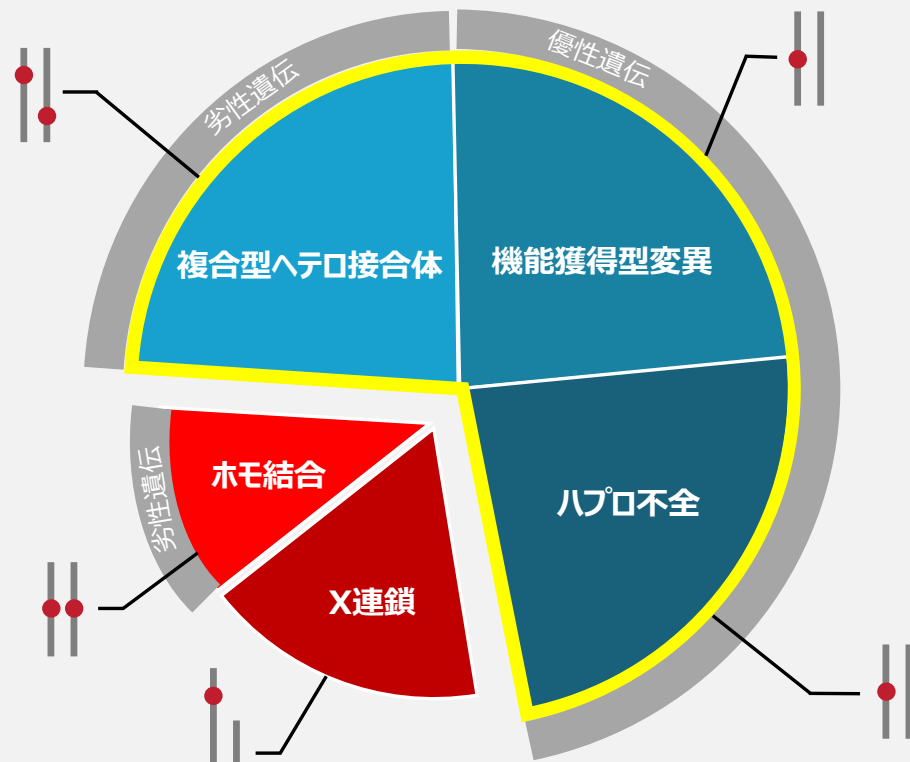 劣性遺伝
優性遺伝
複合型ヘテロ接合体
機能獲得型変異
劣性遺伝
ホモ結合
ハプロ不全
X連鎖